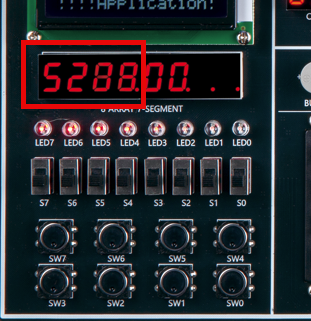 !!!!Application!
5288.00. . .
8 ARRAY 7-SEGMENT
LED7 LED6 LED5 LED4 LED3 LED2 LED1 LED0
S7 S6 S5 S4 S3 S2 S1 S0
SW7 SW6 SW5 SW4
SW3 SW2 SW1 SW0